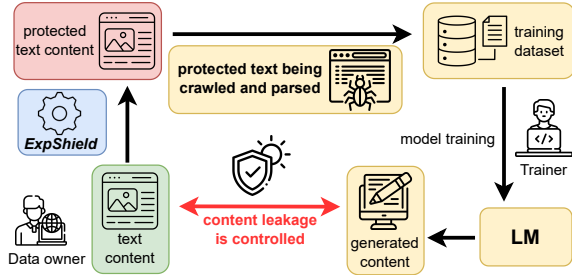 protected
text content
protected text being
crawled and parsed
training
dataset
ExpShield
model training
Trainer
Data owner
text
content
content leakage
is controlled
generated
content
LM